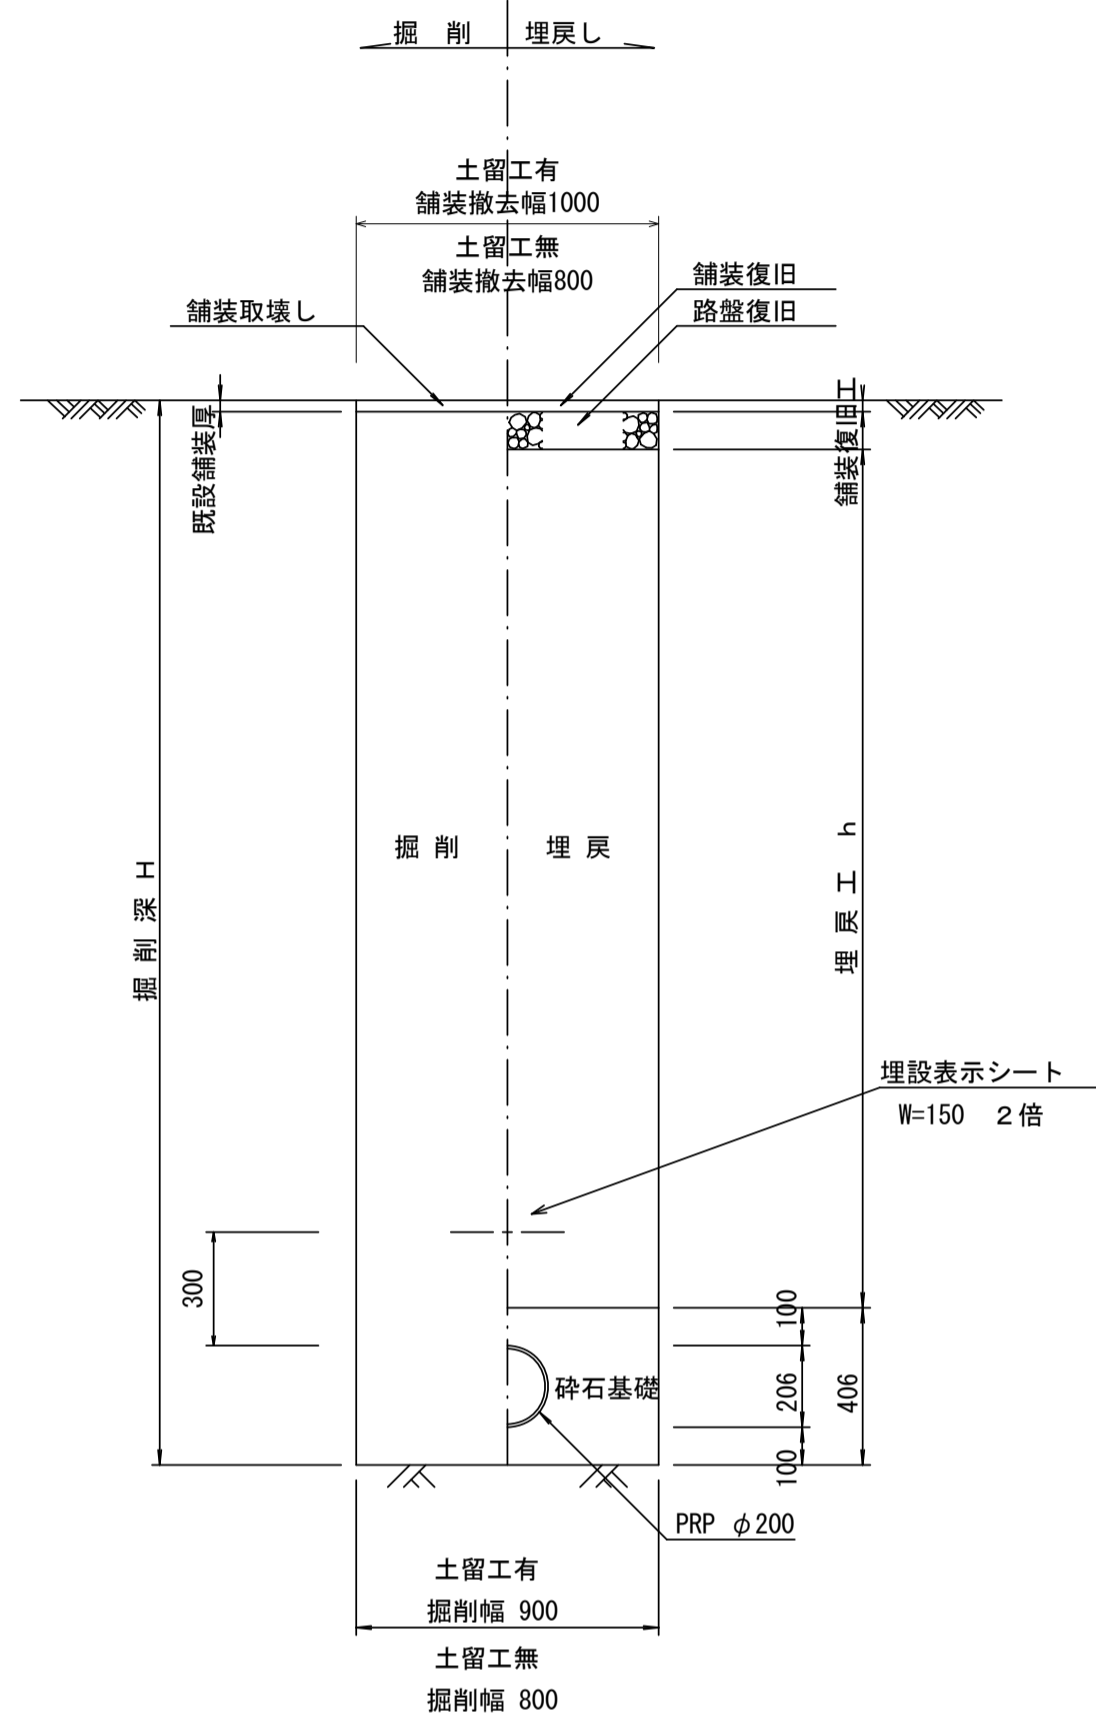 掘　削　埋戻し
土留工有
舗装撤去幅1000
土留工無
舗装撤去幅800
舗装復旧
路盤復旧
舗装取壊し
既設舗装厚
舗装復旧工
掘削
埋戻
掘削深 H
埋戻工 h
埋設表示シート
W=150　２倍
300
100
206
100
406
砕石基礎
PRP φ200
土留工有
掘削幅 900
土留工無
掘削幅 800